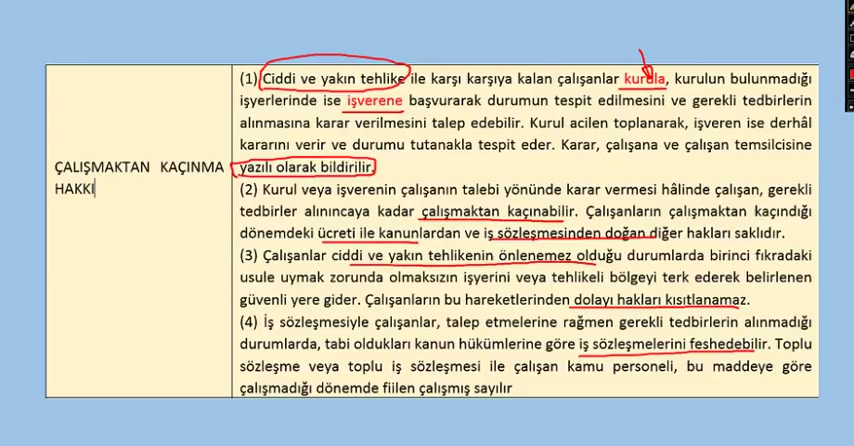 (1) Ciddi ve yakın tehlike ile karşı karşıya kalan çalışanlar kurula, kurulun bulunmadığı
işyerlerinde ise işverene başvurarak durumun tespit edilmesini ve gerekli tedbirlerin
alınmasına karar verilmesini talep edebilir. Kurul acilen toplanarak, işveren ise derhâl
kararını verir ve durumu tutanakla tespit eder. Karar, çalışana ve çalışan temsilcisine
ÇALIŞMAKTAN KAÇINMA
HAKKI
yazılı olarak bildirilir.
(2) Kurul veya işverenin çalışanın talebi yönünde karar vermesi hâlinde çalışan, gerekli
tedbirler alınıncaya kadar çalışmaktan kaçınabilir. Çalışanların çalışmaktan kaçındığı
dönemdeki ücreti ile kanunlardan ve iş sözleşmesinden doğan diğer hakları saklıdır.
(3) Çalışanlar ciddi ve yakın tehlikenin önlenemez olduğu durumlarda birinci fıkradaki
usule uymak zorunda olmaksızın işyerini veya tehlikeli bölgeyi terk ederek belirlenen
güvenli yere gider. Çalışanların bu hareketlerinden dolayı hakları kısıtlanamaz.
(4) İş sözleşmesiyle çalışanlar, talep etmelerine rağmen gerekli tedbirlerin alınmadığı
durumlarda, tabi oldukları kanun hükümlerine göre iş sözleşmelerini feshedebilir. Toplu
sözleşme veya toplu iş sözleşmesi ile çalışan kamu personeli, bu maddeye göre
çalışmadığı dönemde fiilen çalışmış sayılır